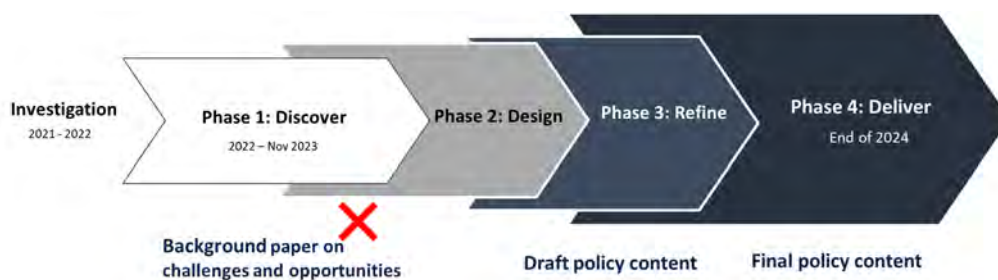 Investigation
2021 - 2022
Phase 1: Discover
2022 – Nov 2023
Phase 2: Design
Phase 3: Refine
Phase 4: Deliver
End of 2024
Background paper on
challenges and opportunities
Draft policy content
Final policy content